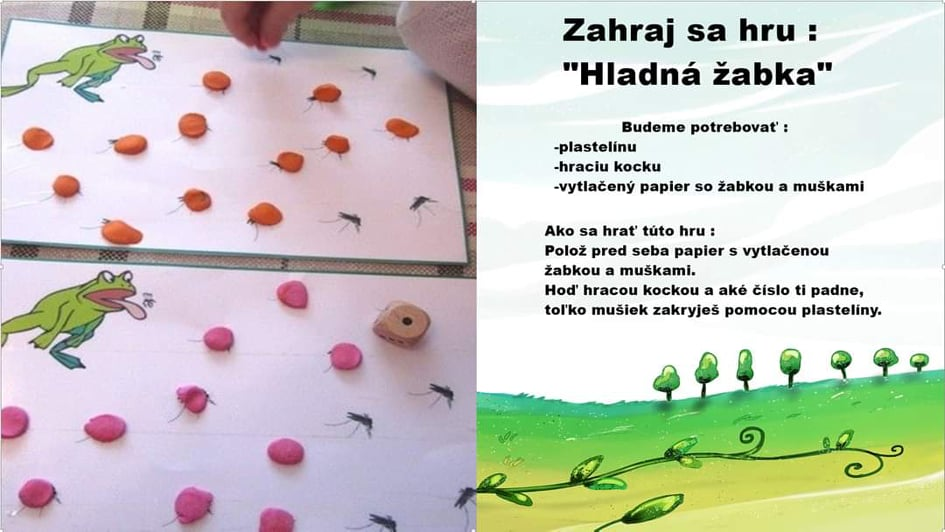 Zahraj sa hru :
"Hladná žabka"
Budeme potrebovať :
-plastelínu
-hraciu kocku
-vytlačený papier so žabkou a muškami
Ako sa hrať túto hru :
Polož pred seba papier s vytlačenou
žabkou a muškami.
Hoď hracou kockou a aké číslo ti padne,
toľko mušiek zakryješ pomocou plastelíny.